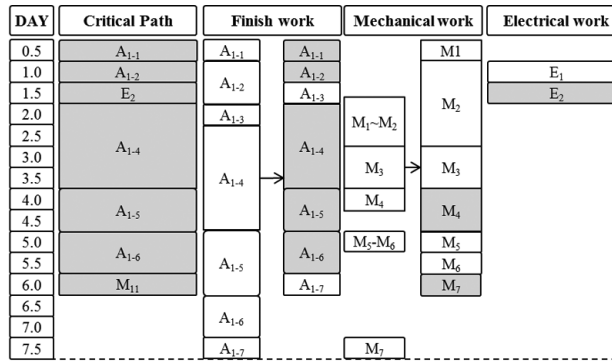 DAY Critical Path Finish work Mechanical work Electrical work
0.5 A1-1 A1-1 A1-1 M1
1.0 A1-2 A1-2 A1-2 E1
1.5 E2 A1-3 M2 E2
2.0 A1-3 M1~M2
2.5
3.0 A1-4 A1-4 A1-4 M3 M3
3.5
4.0 M4 M4
4.5 A1-5 A1-5
5.0 M5-M6 M5
5.5 A1-6 A1-5 A1-6 M6
6.0 M11 A1-7 M7
6.5
7.0 A1-6
7.5 A1-7 M7